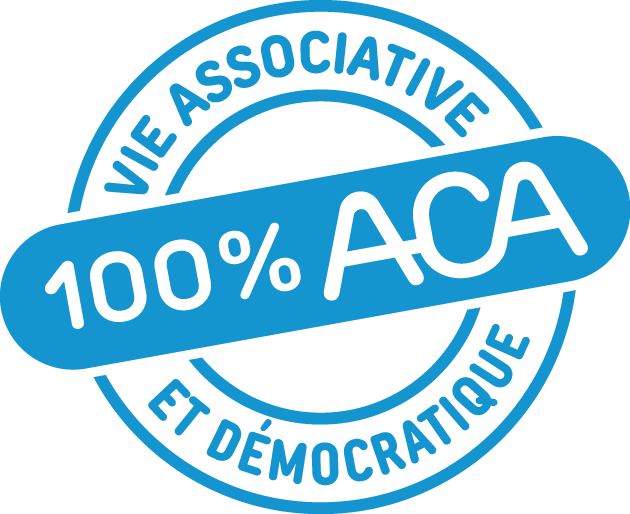 VIE ASSOCIATIVE
100% ACA
ET DÉMOCRATIQUE